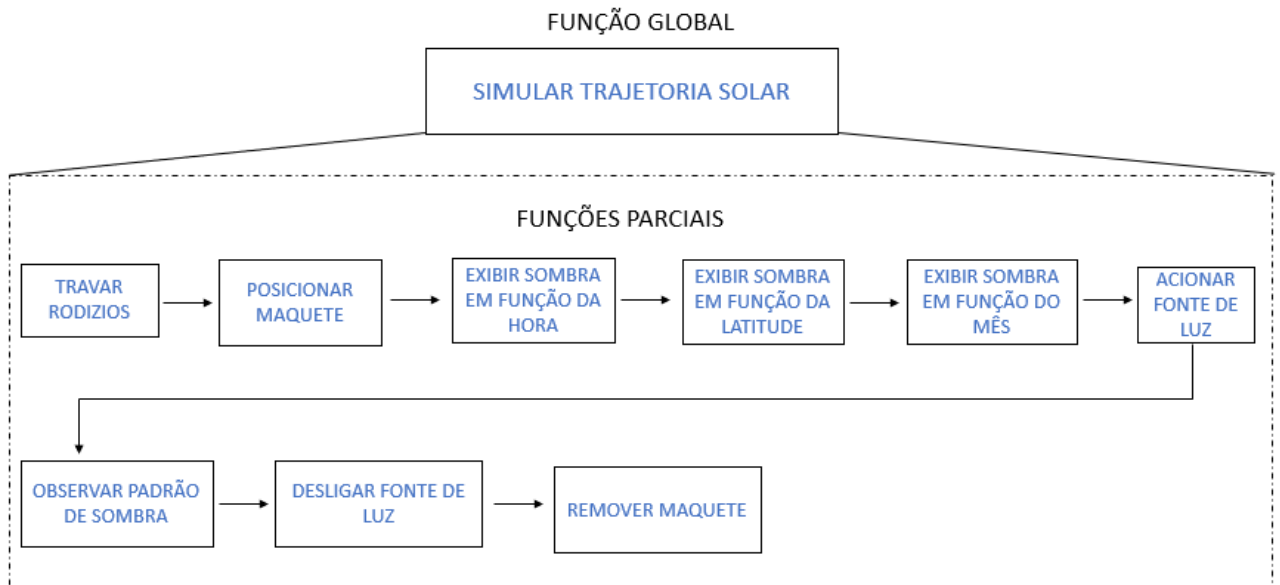 FUNÇÃO GLOBAL
SIMULAR TRAJETORIA SOLAR
FUNÇÕES PARCIAIS
TRAVAR
RODIZIOS
POSICIONAR
MAQUETE
EXIBIR SOMBRA
EM FUNÇÃO DA
HORA
EXIBIR SOMBRA
EM FUNÇÃO DA
LATITUDE
EXIBIR SOMBRA
EM FUNÇÃO DO
MÊS
ACIONAR
FONTE DE
LUZ
OBSERVAR PADRÃO
DE SOMBRA
DESLIGAR FONTE DE
LUZ
REMOVER MAQUETE